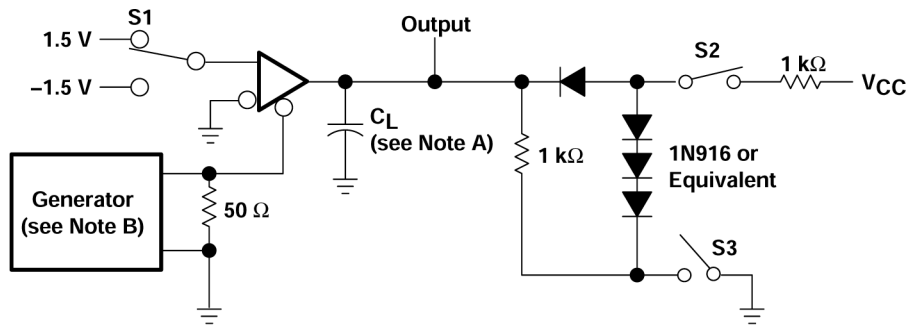 S1
1.5 V
–1.5 V
Output
S2
1 kΩ
VCC
CL
(see Note A)
1 kΩ
1N916 or
Equivalent
Generator
(see Note B)
50 Ω
S3